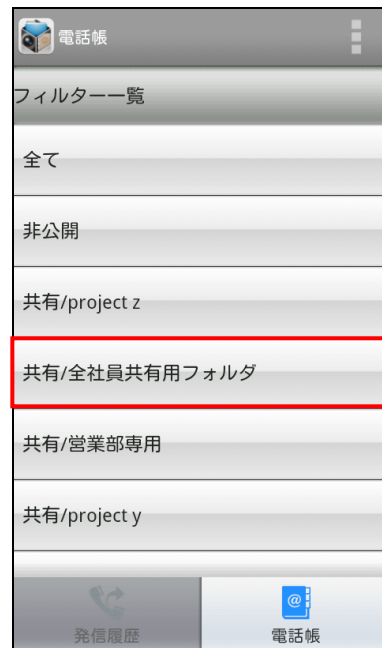 電話帳
フィルター一覧
全て
非公開
共有/project z
共有/全社員共有用フォルダ
共有/営業部専用
共有/project y
発信履歴
電話帳